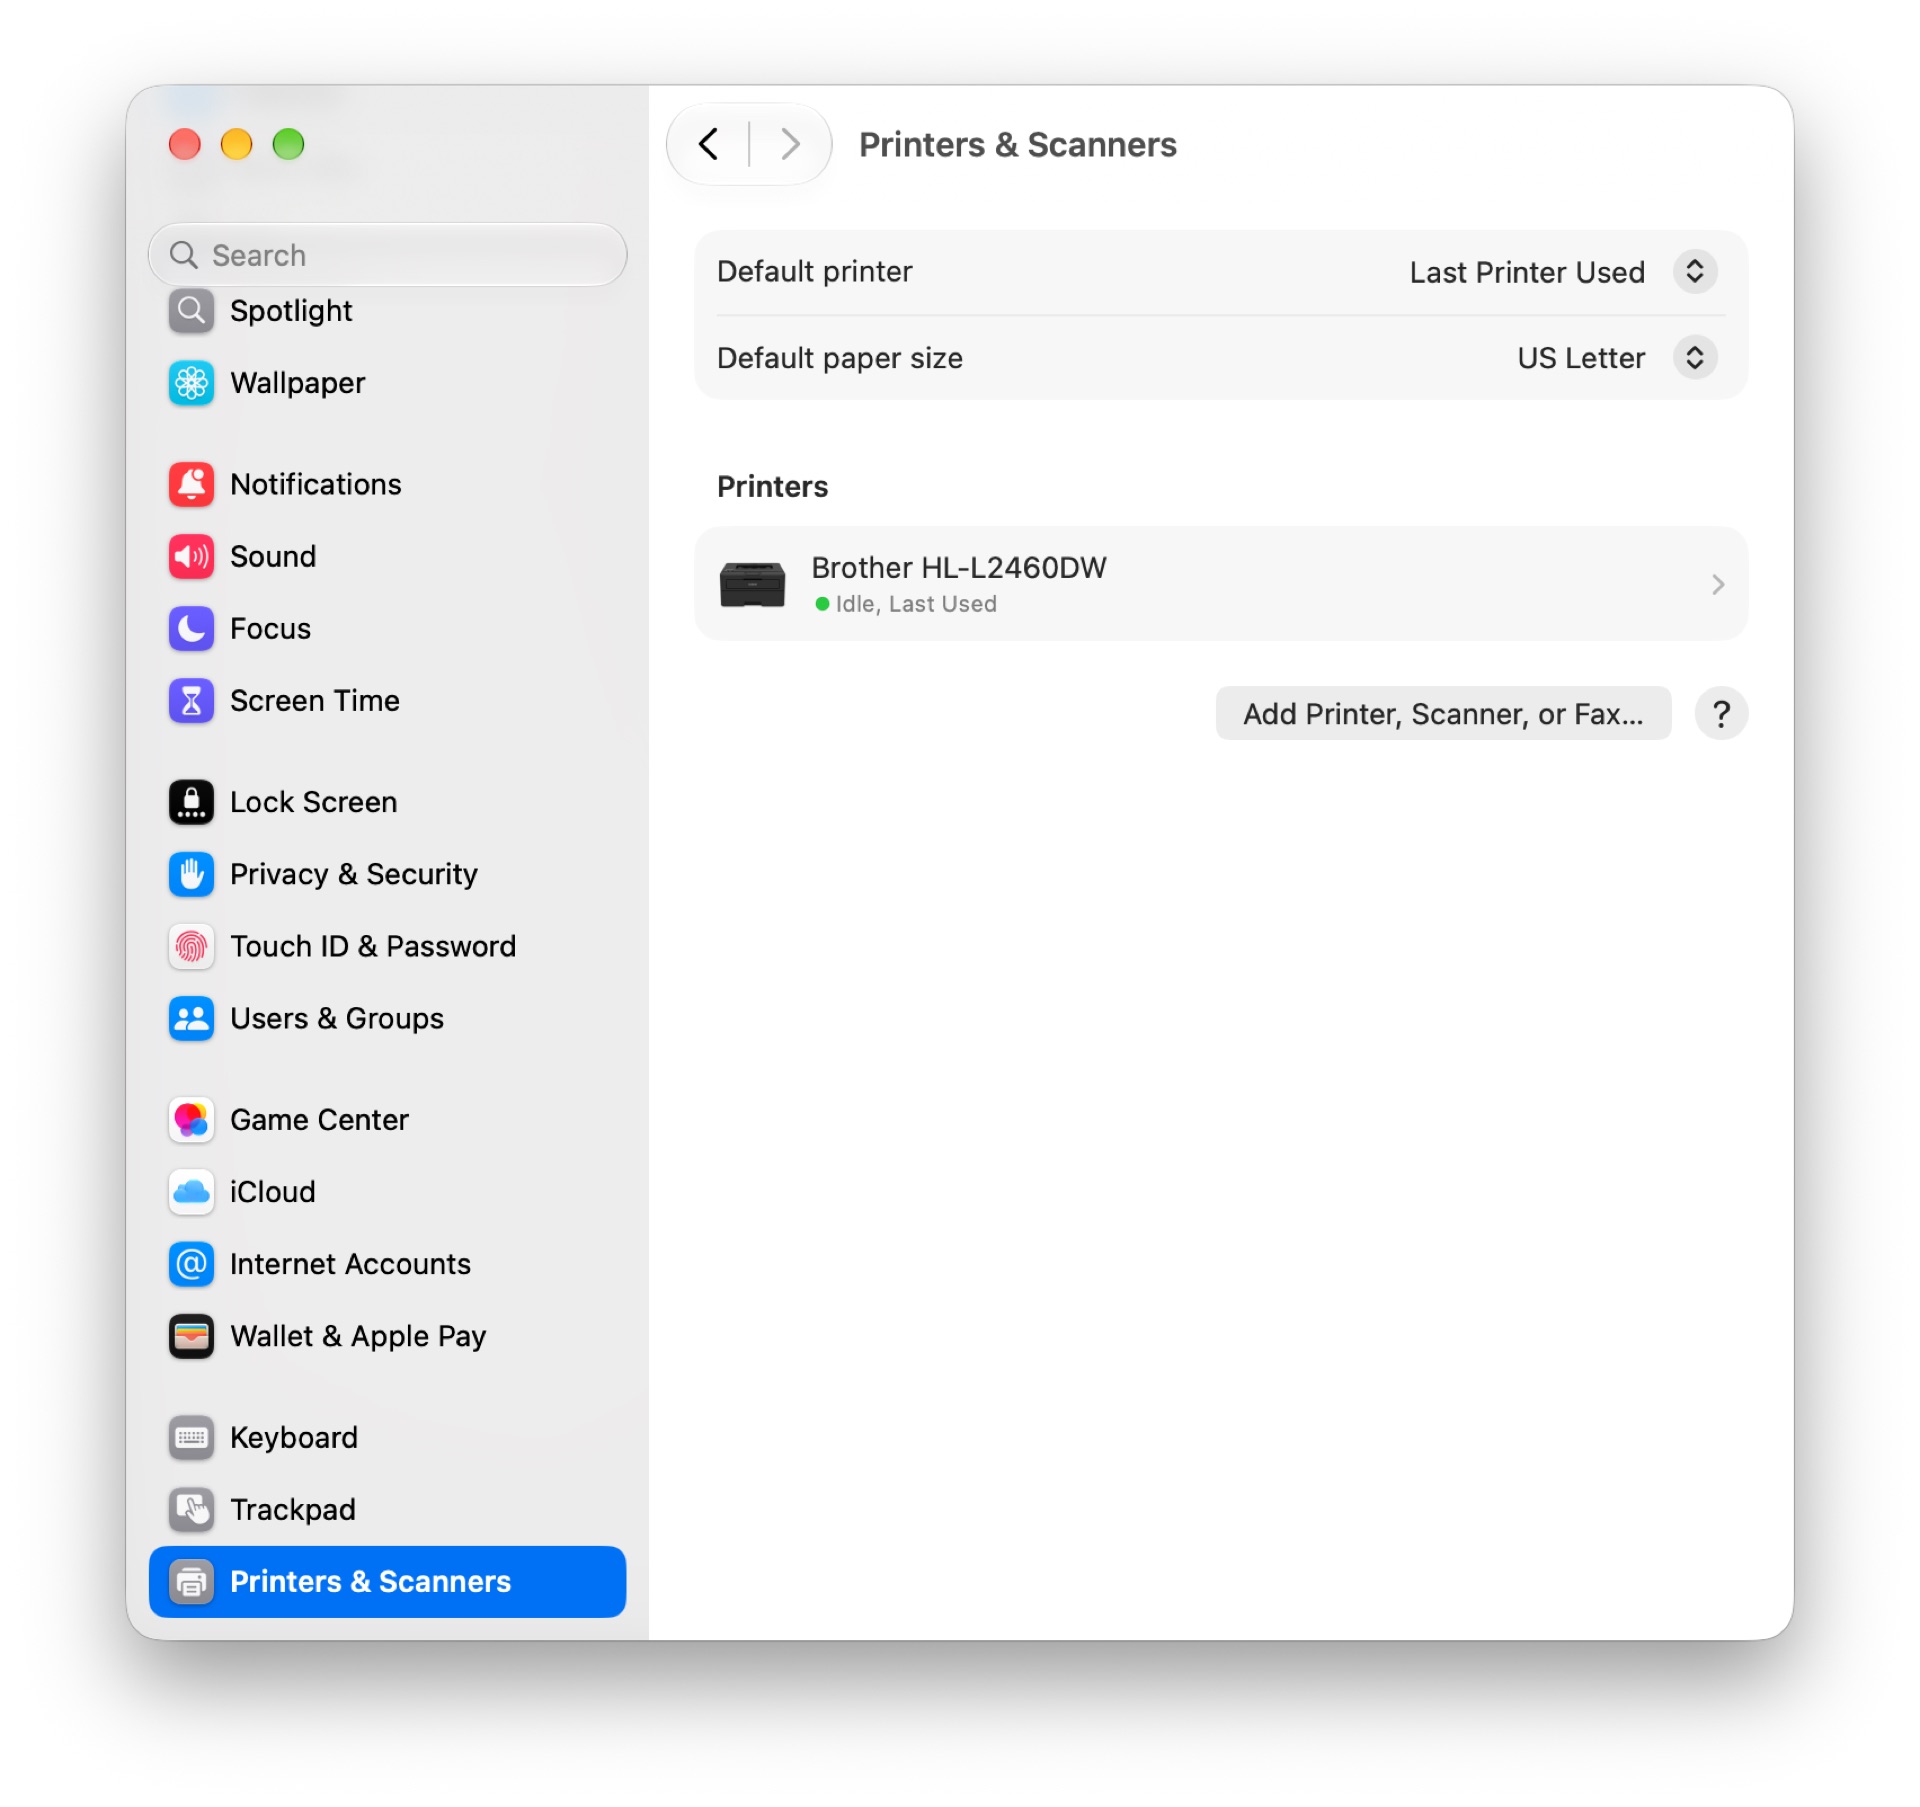 Printers & Scanners
Search
Spotlight
Wallpaper
Notifications
Sound
Focus
Screen Time
Lock Screen
Privacy & Security
Touch ID & Password
Users & Groups
Game Center
iCloud
Internet Accounts
Wallet & Apple Pay
Keyboard
Trackpad
Printers & Scanners
Default printer Last Printer Used
Default paper size US Letter
Printers
Brother HL-L2460DW
Idle, Last Used
Add Printer, Scanner, or Fax...
?